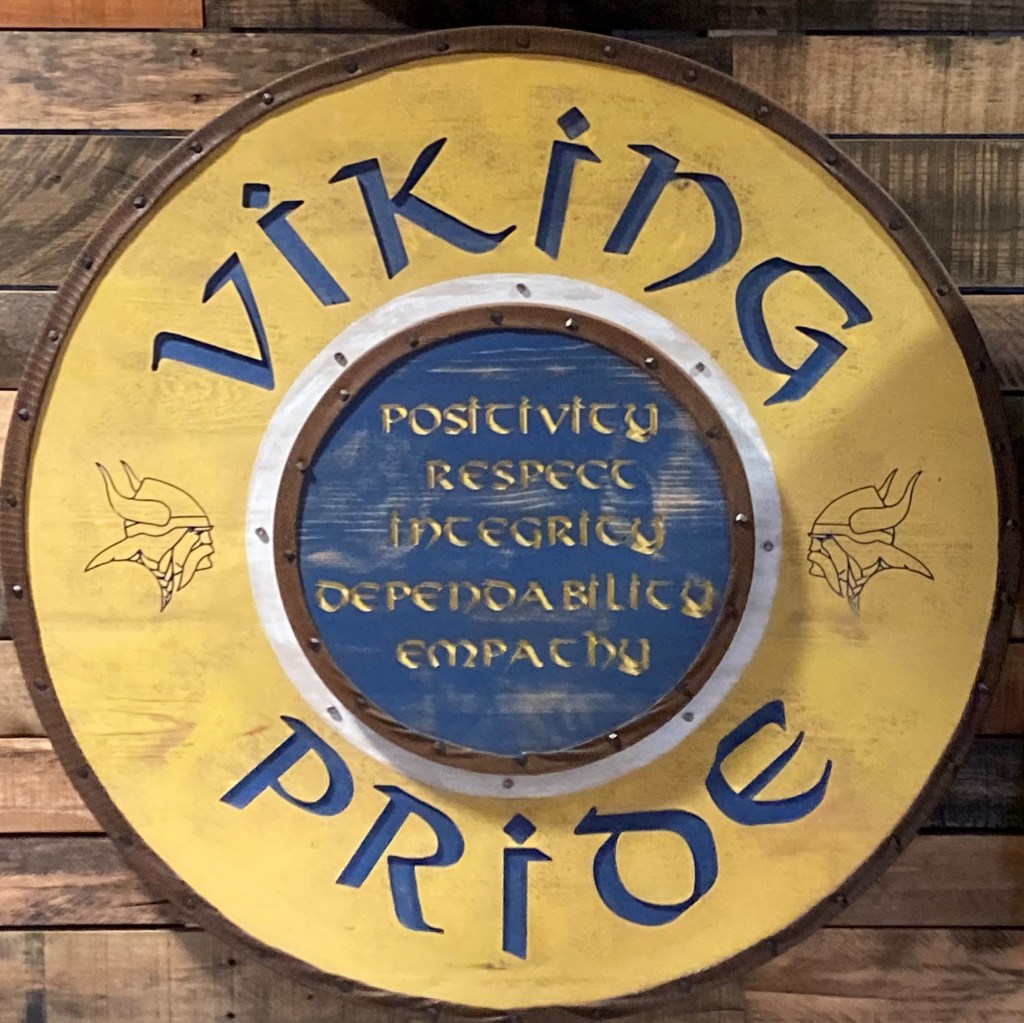 VIKING
POSITIVITY
RESPECT
INTEGRITY
DEPENDABILITY
EMPATHY
PRIDE